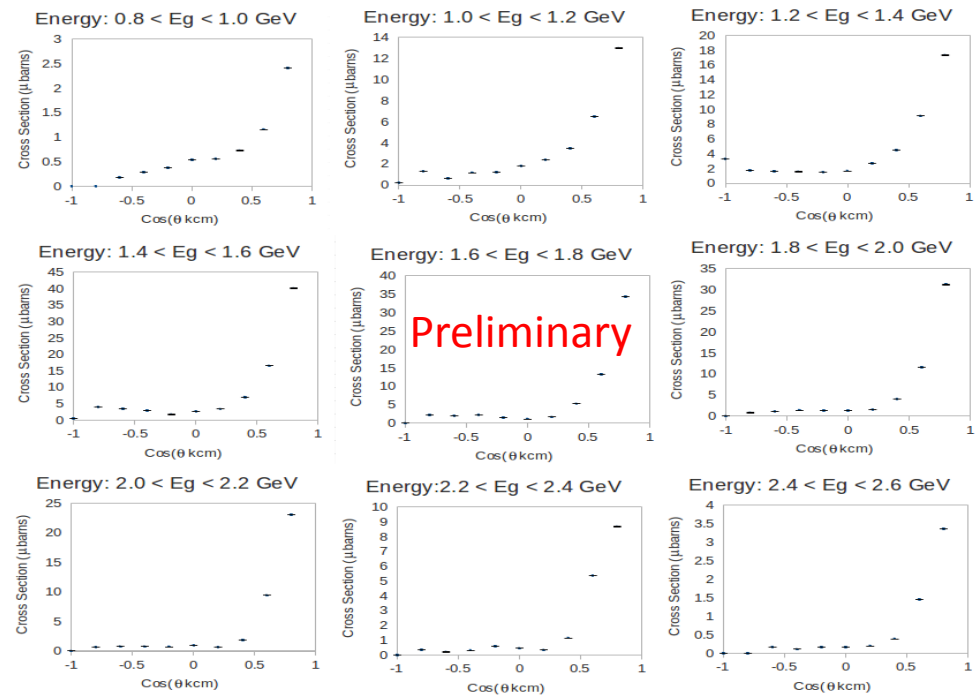 Energy: 0.8 < Eg < 1.0 GeV
Cross Section (µbarns)
3
2.5
2
1.5
1
0.5
0
-1 -0.5 0 0.5 1
Cos(θ kcm)
Energy: 1.0 < Eg < 1.2 GeV
Cross Section (µbarns)
14
12
10
8
6
4
2
0
-1 -0.5 0 0.5 1
Cos(θ kcm)
Energy: 1.2 < Eg < 1.4 GeV
Cross Section (µbarns)
20
18
16
14
12
10
8
6
4
2
0
-1 -0.5 0 0.5 1
Cos(θ kcm)
Energy: 1.4 < Eg < 1.6 GeV
Cross Section (µbarns)
45
40
35
30
25
20
15
10
5
0
-1 -0.5 0 0.5 1
Cos(θ kcm)
Energy: 1.6 < Eg < 1.8 GeV
Preliminary
Cross Section (µbarns)
40
35
30
25
20
15
10
5
0
-1 -0.5 0 0.5 1
Cos(θ kcm)
Energy: 1.8 < Eg < 2.0 GeV
Cross Section (µbarns)
35
30
25
20
15
10
5
0
-1 -0.5 0 0.5 1
Cos(θ kcm)
Energy: 2.0 < Eg < 2.2 GeV
Cross Section (µbarns)
25
20
15
10
5
0
-1 -0.5 0 0.5 1
Cos(θ kcm)
Energy:2.2 < Eg < 2.4 GeV
Cross Section (µbarns)
10
9
8
7
6
5
4
3
2
1
0
-1 -0.5 0 0.5 1
Cos(θ kcm)
Energy: 2.4 < Eg < 2.6 GeV
Cross Section (µbarns)
4
3.5
3
2.5
2
1.5
1
0.5
0
-1 -0.5 0 0.5 1
Cos(θ kcm)